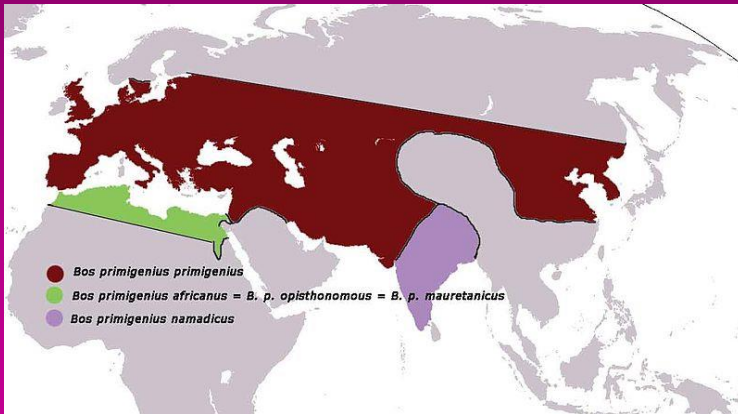 Bos primigenius primigenius
Bos primigenius africanus = B. p. opisthonomous = B. p. mauretanicus
Bos primigenius namadicus